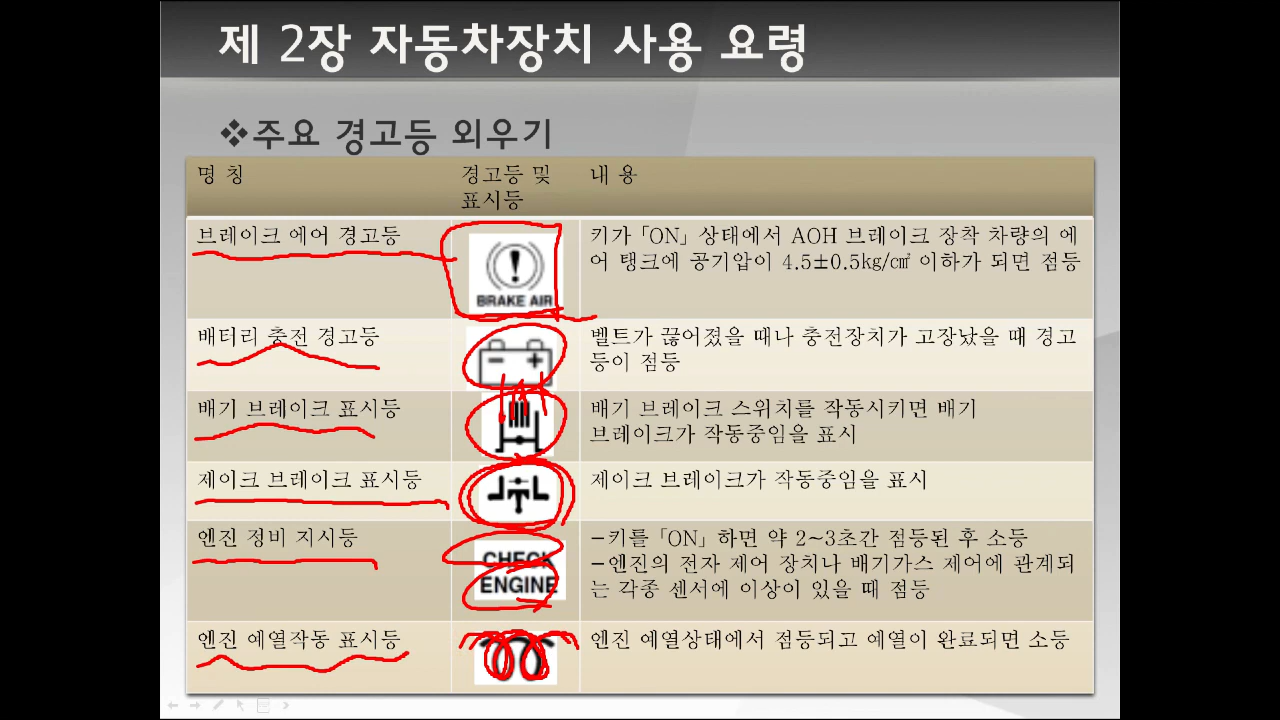 제 2장 자동차장치 사용 요령
❖주요 경고등 외우기
명 칭
경고등 및
표시등
내 용
브레이크 에어 경고등
BRAKE AIR
키가 「ON」 상태에서 AOH 브레이크 장착 차량의 에
어 탱크에 공기압이 4.5±0.5kg/㎠ 이하가 되면 점등
배터리 충전 경고등
벨트가 끊어졌을 때나 충전장치가 고장났을 때 경고
등이 점등
배기 브레이크 표시등
배기 브레이크 스위치를 작동시키면 배기
브레이크가 작동중임을 표시
제이크 브레이크 표시등
제이크 브레이크가 작동중임을 표시
엔진 정비 지시등
CHECK
ENGINE
-키를 「ON」 하면 약 2~3초간 점등된 후 소등
-엔진의 전자 제어 장치나 배기가스 제어에 관계되
는 각종 센서에 이상이 있을 때 점등
엔진 예열작동 표시등
엔진 예열상태에서 점등되고 예열이 완료되면 소등